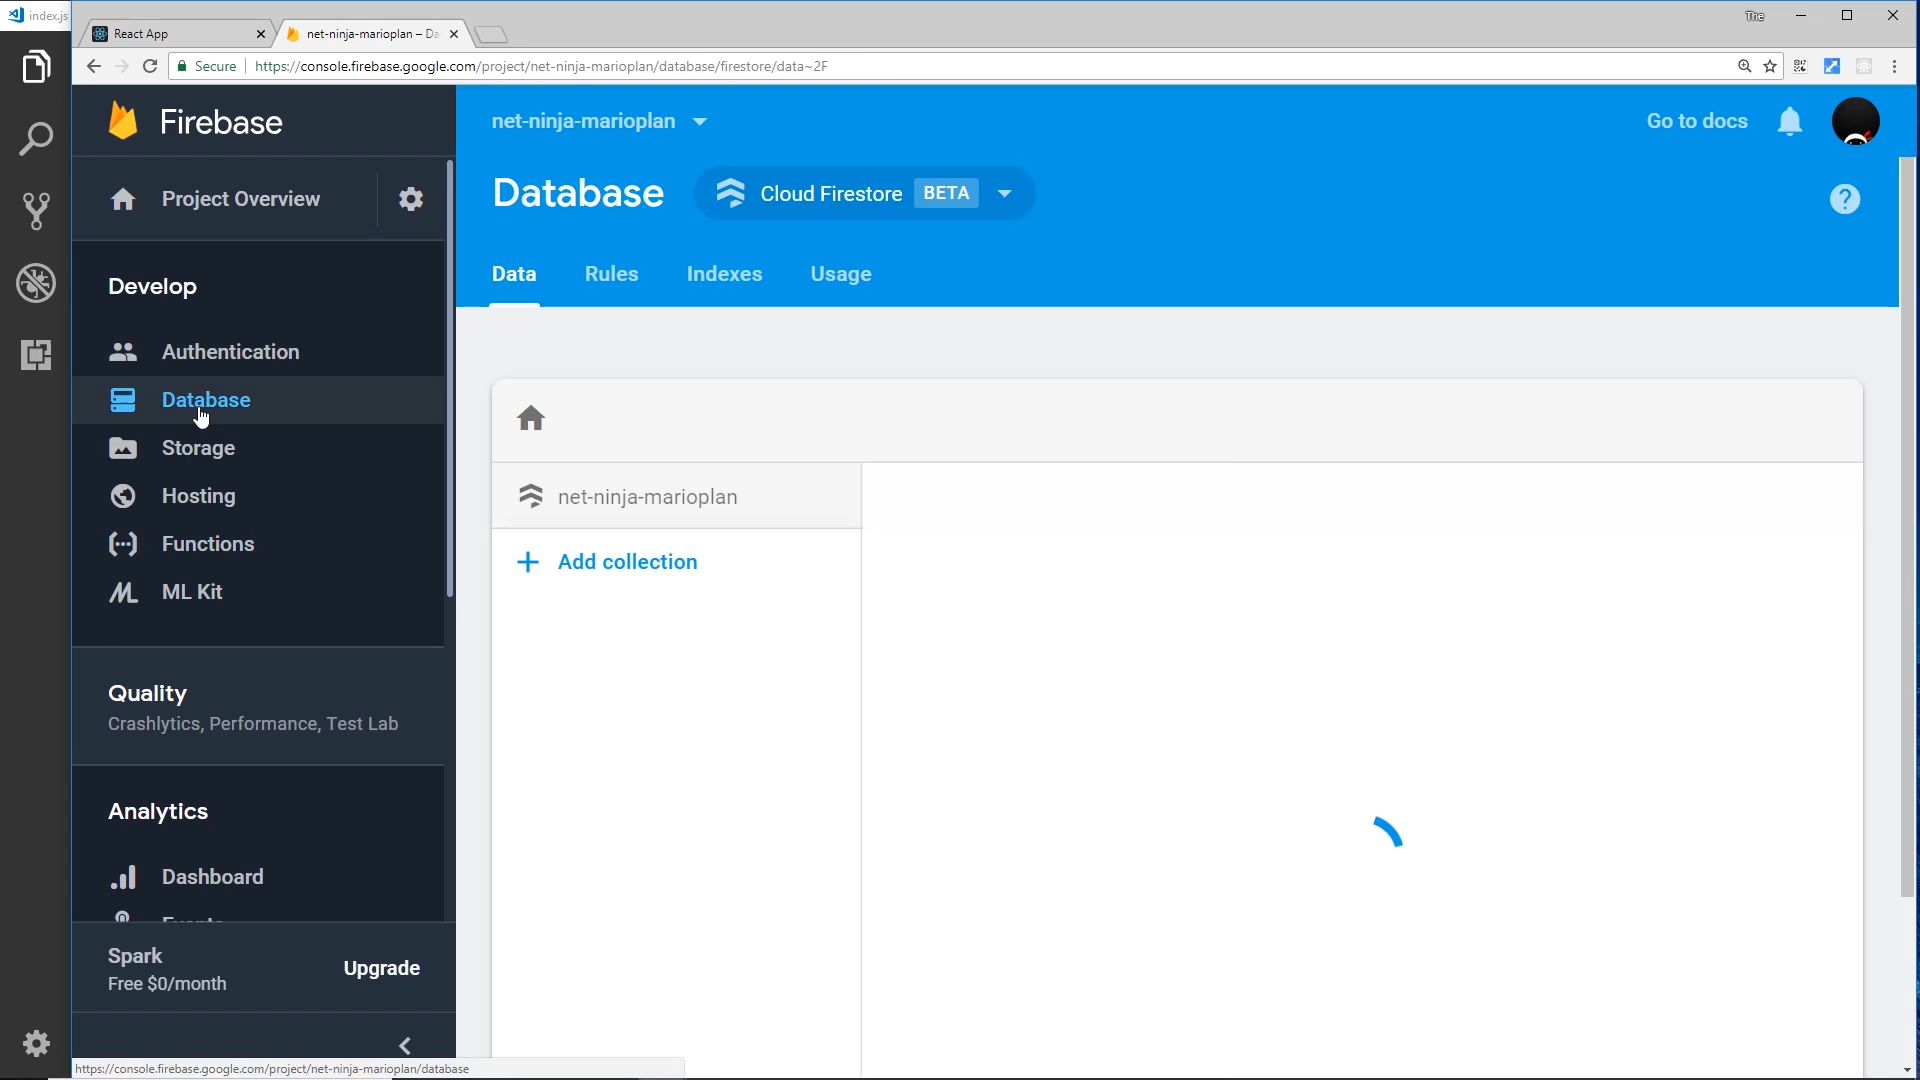 index.js
React App
net-ninja-marioplan – Da
The
Secure
https://console.firebase.google.com/project/net-ninja-marioplan/database/firestore/data~2F
Firebase
net-ninja-marioplan
Go to docs
Project Overview
Database
Cloud Firestore
BETA
Data
Rules
Indexes
Usage
Develop
Authentication
Database
Storage
Hosting
Functions
ML Kit
net-ninja-marioplan
Add collection
Quality
Crashlytics, Performance, Test Lab
Analytics
Dashboard
Spark
Free $0/month
Upgrade
https://console.firebase.google.com/project/net-ninja-marioplan/database